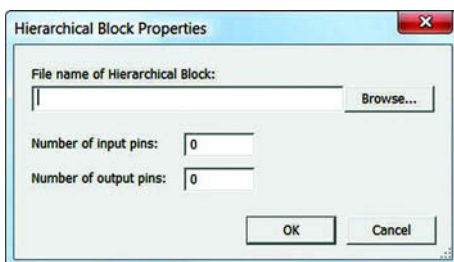 Hierarchical Block Properties
File name of Hierarchical Block:
Browse...
Number of input pins: 0
Number of output pins: 0
OK Cancel